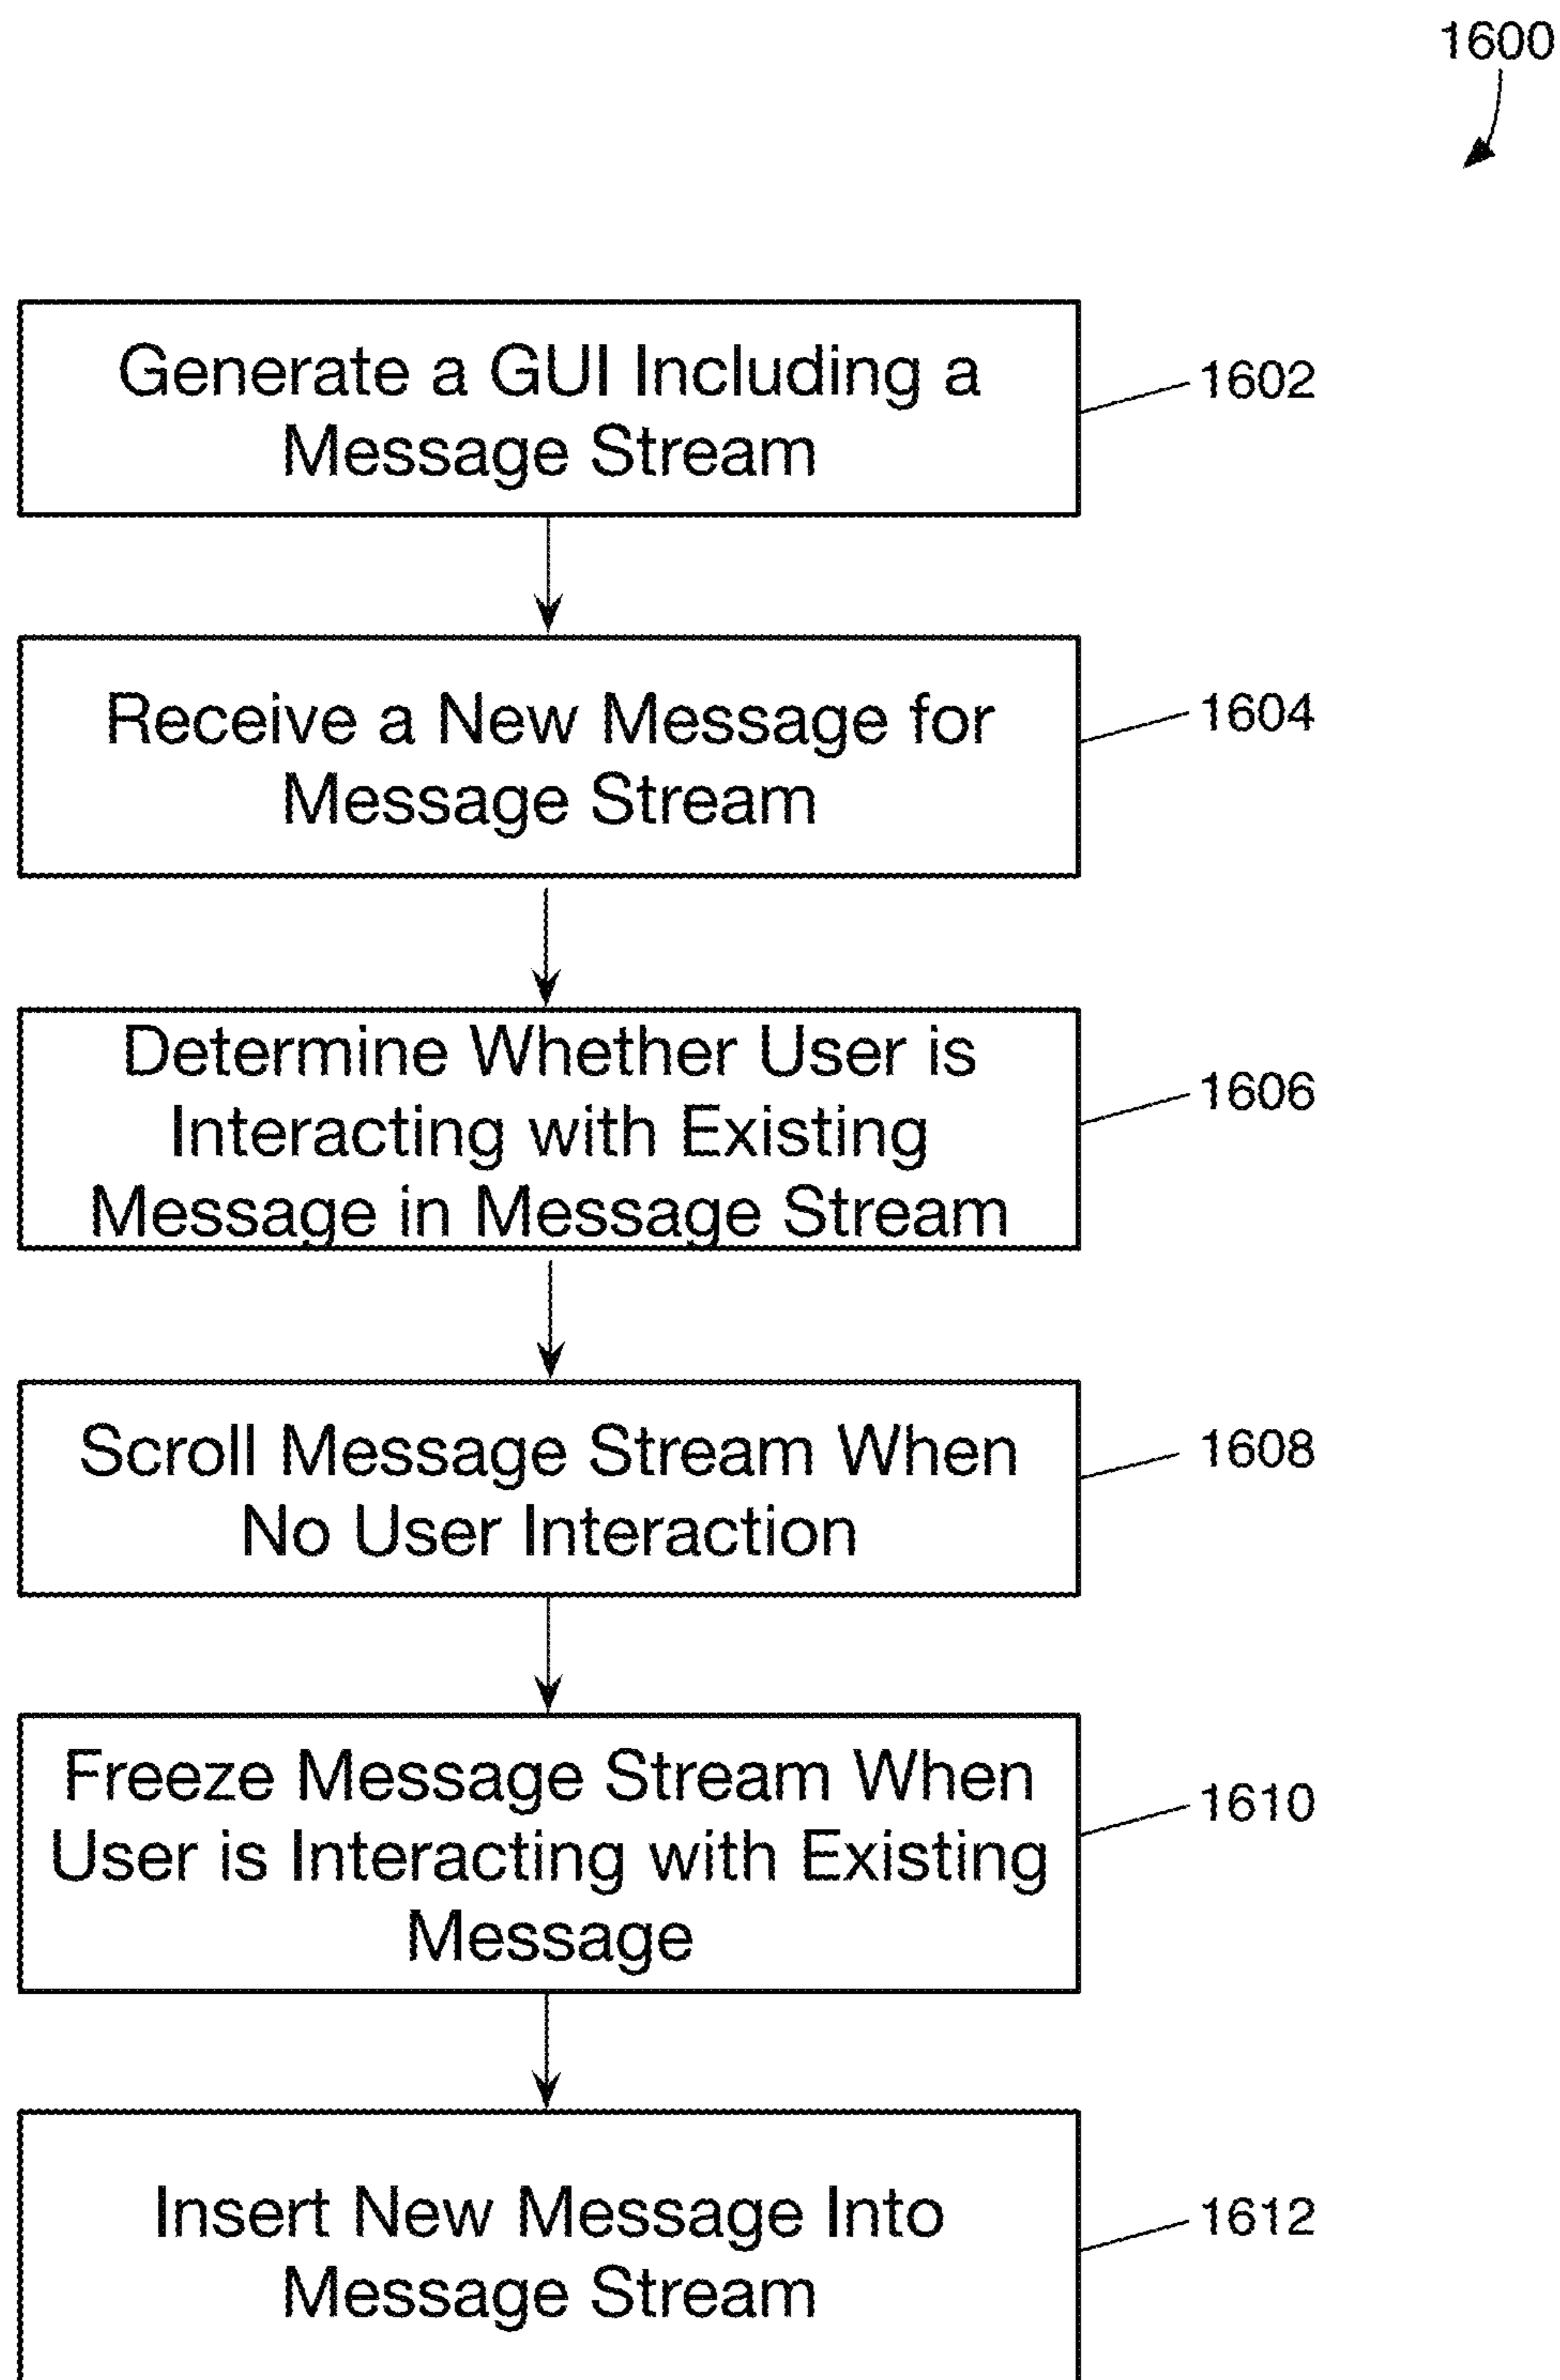 1600
Generate a GUI Including a
Message Stream
1602
Receive a New Message for
Message Stream
1604
Determine Whether User is
Interacting with Existing
Message in Message Stream
1606
Scroll Message Stream When
No User Interaction
1608
Freeze Message Stream When
User is Interacting with Existing
Message
1610
Insert New Message Into
Message Stream
1612